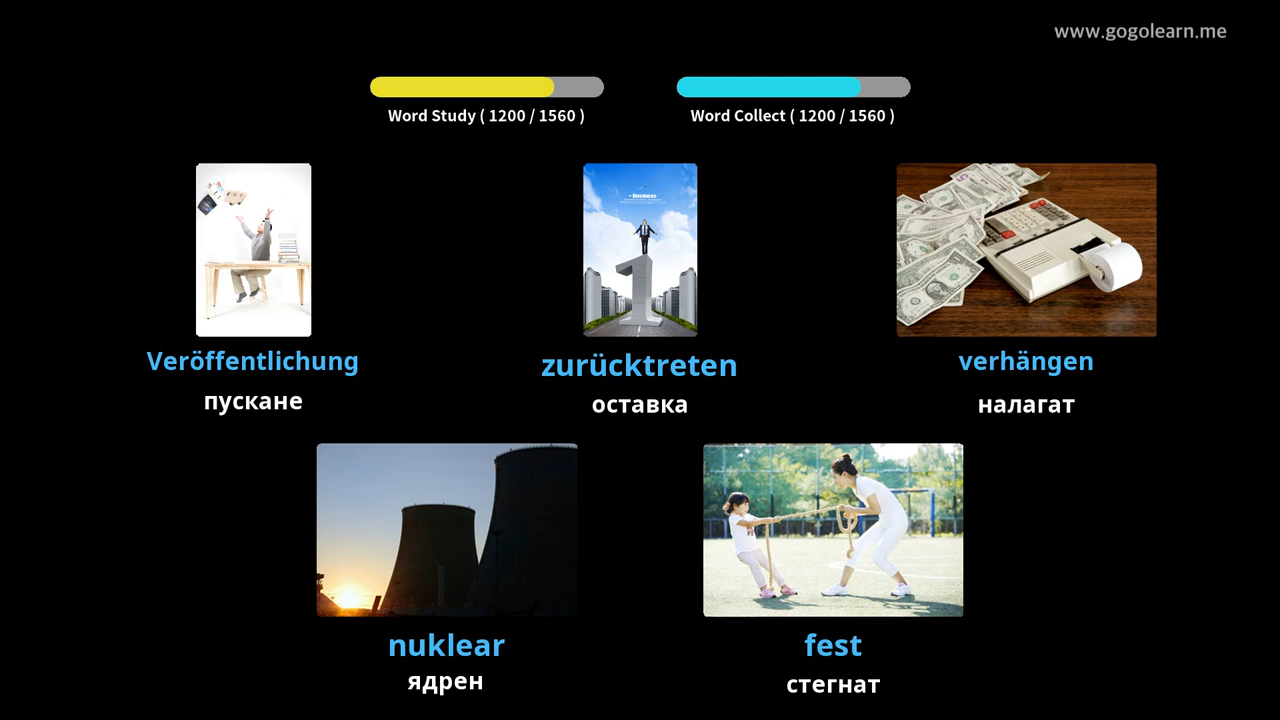 www.gogolearn.me
Word Study ( 1200 / 1560 )
Word Collect ( 1200 / 1560 )
Business
Veröffentlichung
пускане
zurücktreten
оставка
verhängen
налагат
nuklear
ядрен
fest
стегнат